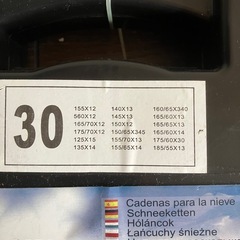 30
155X12 140X13 160/65X340
560X12 145X13 165/60X13
165/70X12 150X12 165/65X13
175/70X12 150/65X345 155/60X14
125X15 155/70X13 175/60X30
135X14 155/65X14 165/55X13
Cadenas para la nieve
Schneeketten
Hóláncok
Łańcuchy śnieżne